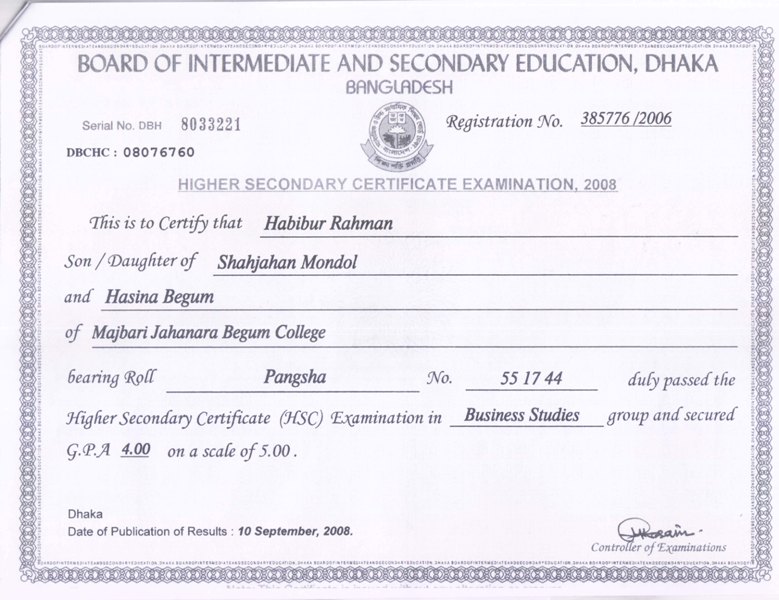 BOARD OF INTERMEDIATE AND SECONDARY EDUCATION, DHAKA
BANGLADESH
Serial No. DBH 8033221
Registration No. 385776 /2006
DBCHC : 08076760
HIGHER SECONDARY CERTIFICATE EXAMINATION, 2008
This is to Certify that Habibur Rahman
Son / Daughter of Shahjahan Mondol
and Hasina Begum
of Majbari Jahanara Begum College
bearing Roll Pangsha No. 55 17 44 duly passed the
Higher Secondary Certificate (HSC) Examination in Business Studies group and secured
G.P.A 4.00 on a scale of 5.00 .
Dhaka
Date of Publication of Results : 10 September, 2008.
Controller of Examinations